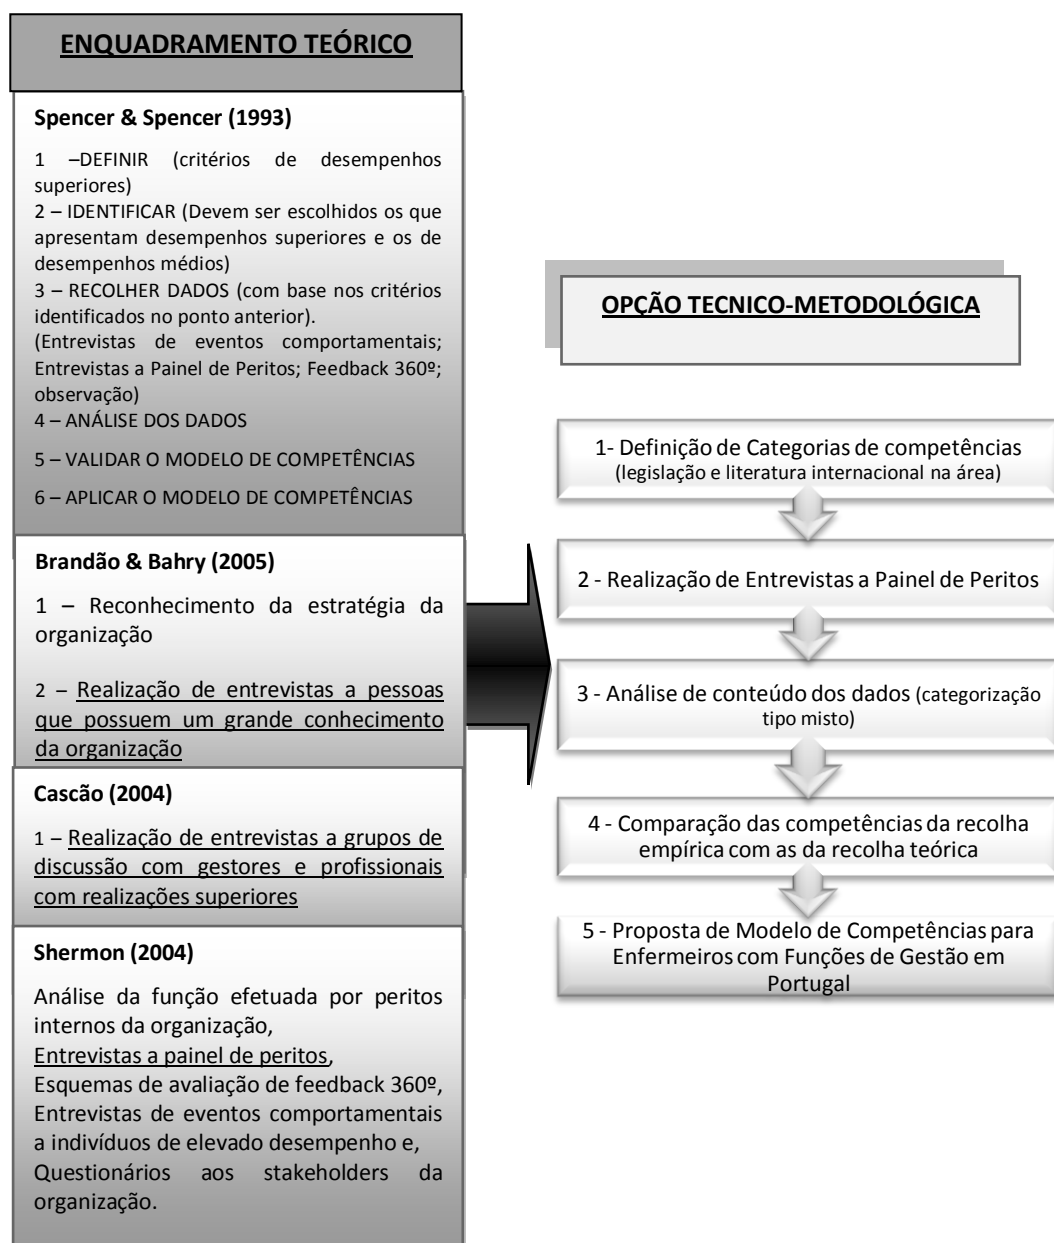 ENQUADRAMENTO TEÓRICO
Spencer & Spencer (1993)
1 –DEFINIR (critérios de desempenhos
superiores)
2 – IDENTIFICAR (Devem ser escolhidos os que
apresentam desempenhos superiores e os de
desempenhos médios)
3 – RECOLHER DADOS (com base nos critérios
identificados no ponto anterior).
(Entrevistas de eventos comportamentais;
Entrevistas a Painel de Peritos; Feedback 360º;
observação)
4 – ANÁLISE DOS DADOS
5 – VALIDAR O MODELO DE COMPETÊNCIAS
6 – APLICAR O MODELO DE COMPETÊNCIAS
Brandão & Bahry (2005)
1 – Reconhecimento da estratégia da
organização
2 – Realização de entrevistas a pessoas
que possuem um grande conhecimento
da organização
Cascão (2004)
1 – Realização de entrevistas a grupos de
discussão com gestores e profissionais
com realizações superiores
Shermon (2004)
Análise da função efetuada por peritos
internos da organização,
Entrevistas a painel de peritos,
Esquemas de avaliação de feedback 360º,
Entrevistas de eventos comportamentais
a indivíduos de elevado desempenho e,
Questionários aos stakeholders da
organização.
OPÇÃO TECNICO-METODOLÓGICA
1- Definição de Categorias de competências
(legislação e literatura internacional na área)
2 - Realização de Entrevistas a Painel de Peritos
3 - Análise de conteúdo dos dados (categorização
tipo misto)
4 - Comparação das competências da recolha
empírica com as da recolha teórica
5 - Proposta de Modelo de Competências para
Enfermeiros com Funções de Gestão em
Portugal